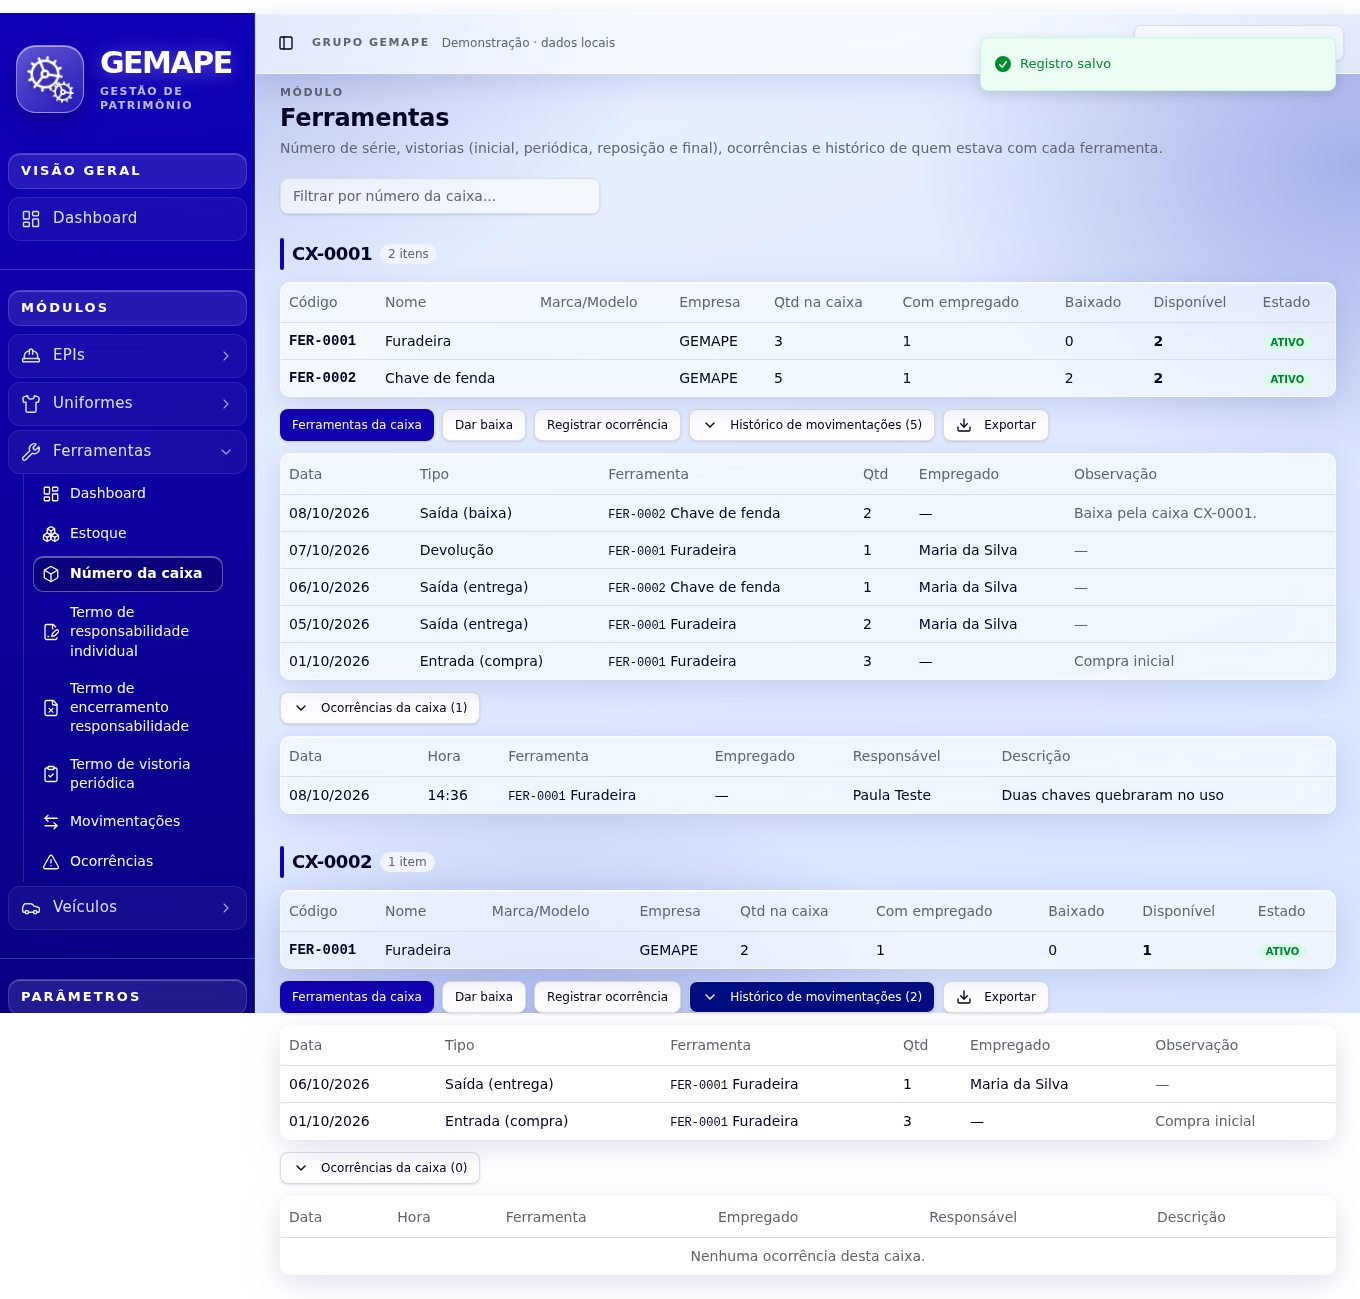 GEMAPE
GESTÃO DE
PATRIMÔNIO
VISÃO GERAL
Dashboard
MÓDULOS
EPIs
Uniformes
Ferramentas
Dashboard
Estoque
Número da caixa
Termo de
responsabilidade
individual
Termo de
encerramento
responsabilidade
Termo de vistoria
periódica
Movimentações
Ocorrências
Veículos
PARÂMETROS
GRUPO GEMAPE Demonstração · dados locais
Registro salvo
MÓDULO
Ferramentas
Número de série, vistorias (inicial, periódica, reposição e final), ocorrências e histórico de quem estava com cada ferramenta.
Filtrar por número da caixa...
CX-0001 2 itens
Código Nome Marca/Modelo Empresa Qtd na caixa Com empregado Baixado Disponível Estado
FER-0001 Furadeira GEMAPE 3 1 0 2 ATIVO
FER-0002 Chave de fenda GEMAPE 5 1 2 2 ATIVO
Ferramentas da caixa Dar baixa Registrar ocorrência Histórico de movimentações (5) Exportar
Data Tipo Ferramenta Qtd Empregado Observação
08/10/2026 Saída (baixa) FER-0002 Chave de fenda 2 — Baixa pela caixa CX-0001.
07/10/2026 Devolução FER-0001 Furadeira 1 Maria da Silva —
06/10/2026 Saída (entrega) FER-0002 Chave de fenda 1 Maria da Silva —
05/10/2026 Saída (entrega) FER-0001 Furadeira 2 Maria da Silva —
01/10/2026 Entrada (compra) FER-0001 Furadeira 3 — Compra inicial
Ocorrências da caixa (1)
Data Hora Ferramenta Empregado Responsável Descrição
08/10/2026 14:36 FER-0001 Furadeira — Paula Teste Duas chaves quebraram no uso
CX-0002 1 item
Código Nome Marca/Modelo Empresa Qtd na caixa Com empregado Baixado Disponível Estado
FER-0001 Furadeira GEMAPE 2 1 0 1 ATIVO
Ferramentas da caixa Dar baixa Registrar ocorrência Histórico de movimentações (2) Exportar
Data Tipo Ferramenta Qtd Empregado Observação
06/10/2026 Saída (entrega) FER-0001 Furadeira 1 Maria da Silva —
01/10/2026 Entrada (compra) FER-0001 Furadeira 3 — Compra inicial
Ocorrências da caixa (0)
Data Hora Ferramenta Empregado Responsável Descrição
Nenhuma ocorrência desta caixa.